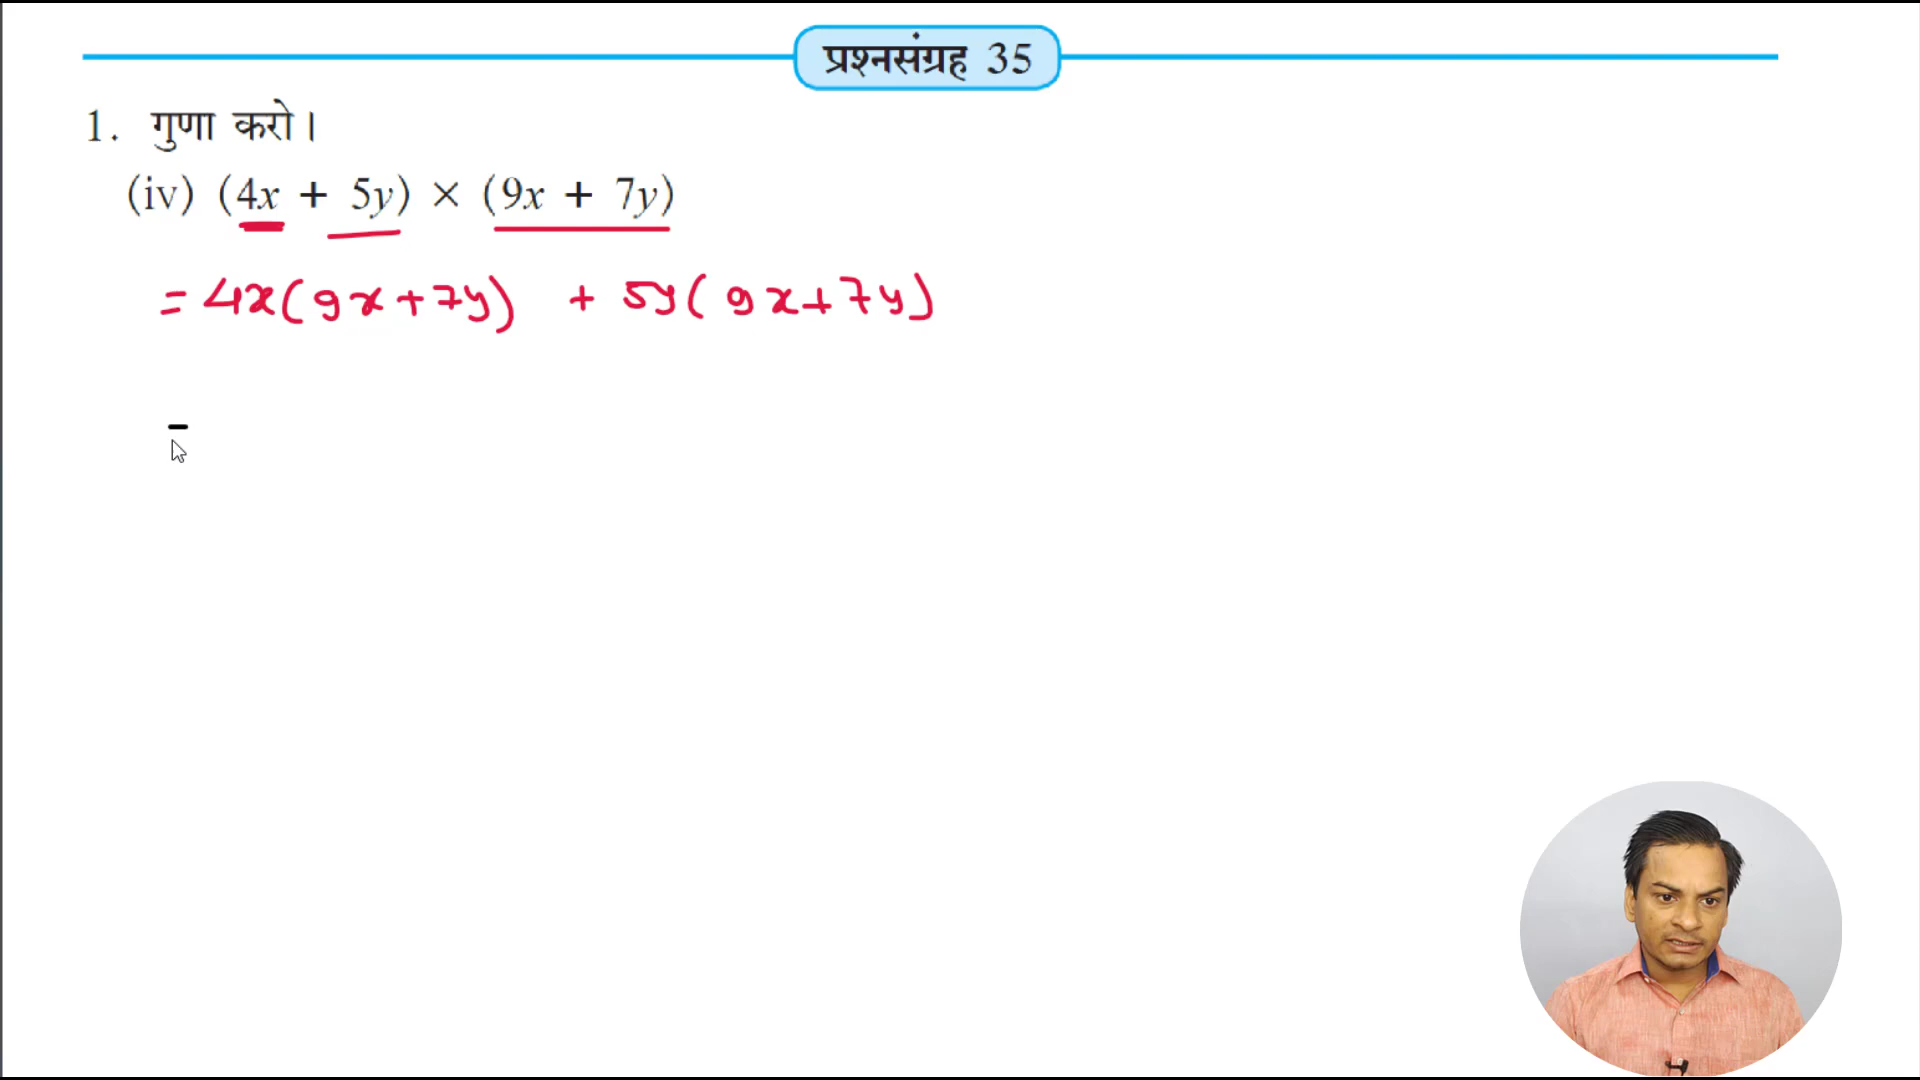 प्रश्नसंग्रह 35
1. गुणा करो।
(iv) (4x + 5y) × (9x + 7y)
= 4x(9x+7y) + 5y(9x+7y)